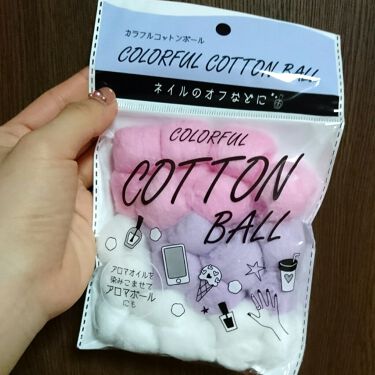 カラフルコットンボール
COLORFUL COTTON BALL
ネイルのオフなどに
COLORFUL
COTTON
BALL
アロマオイルを
染みこませて
アロマボール
にも